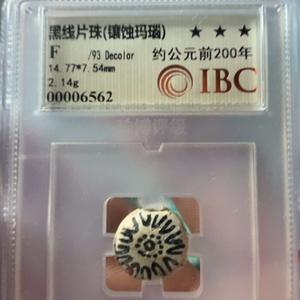 黑线片珠(镶蚀玛瑙) ★ ★ ★
F /93 Decolor 约公元前200年
14.77*7.54mm
2.14g
00006562
IBC